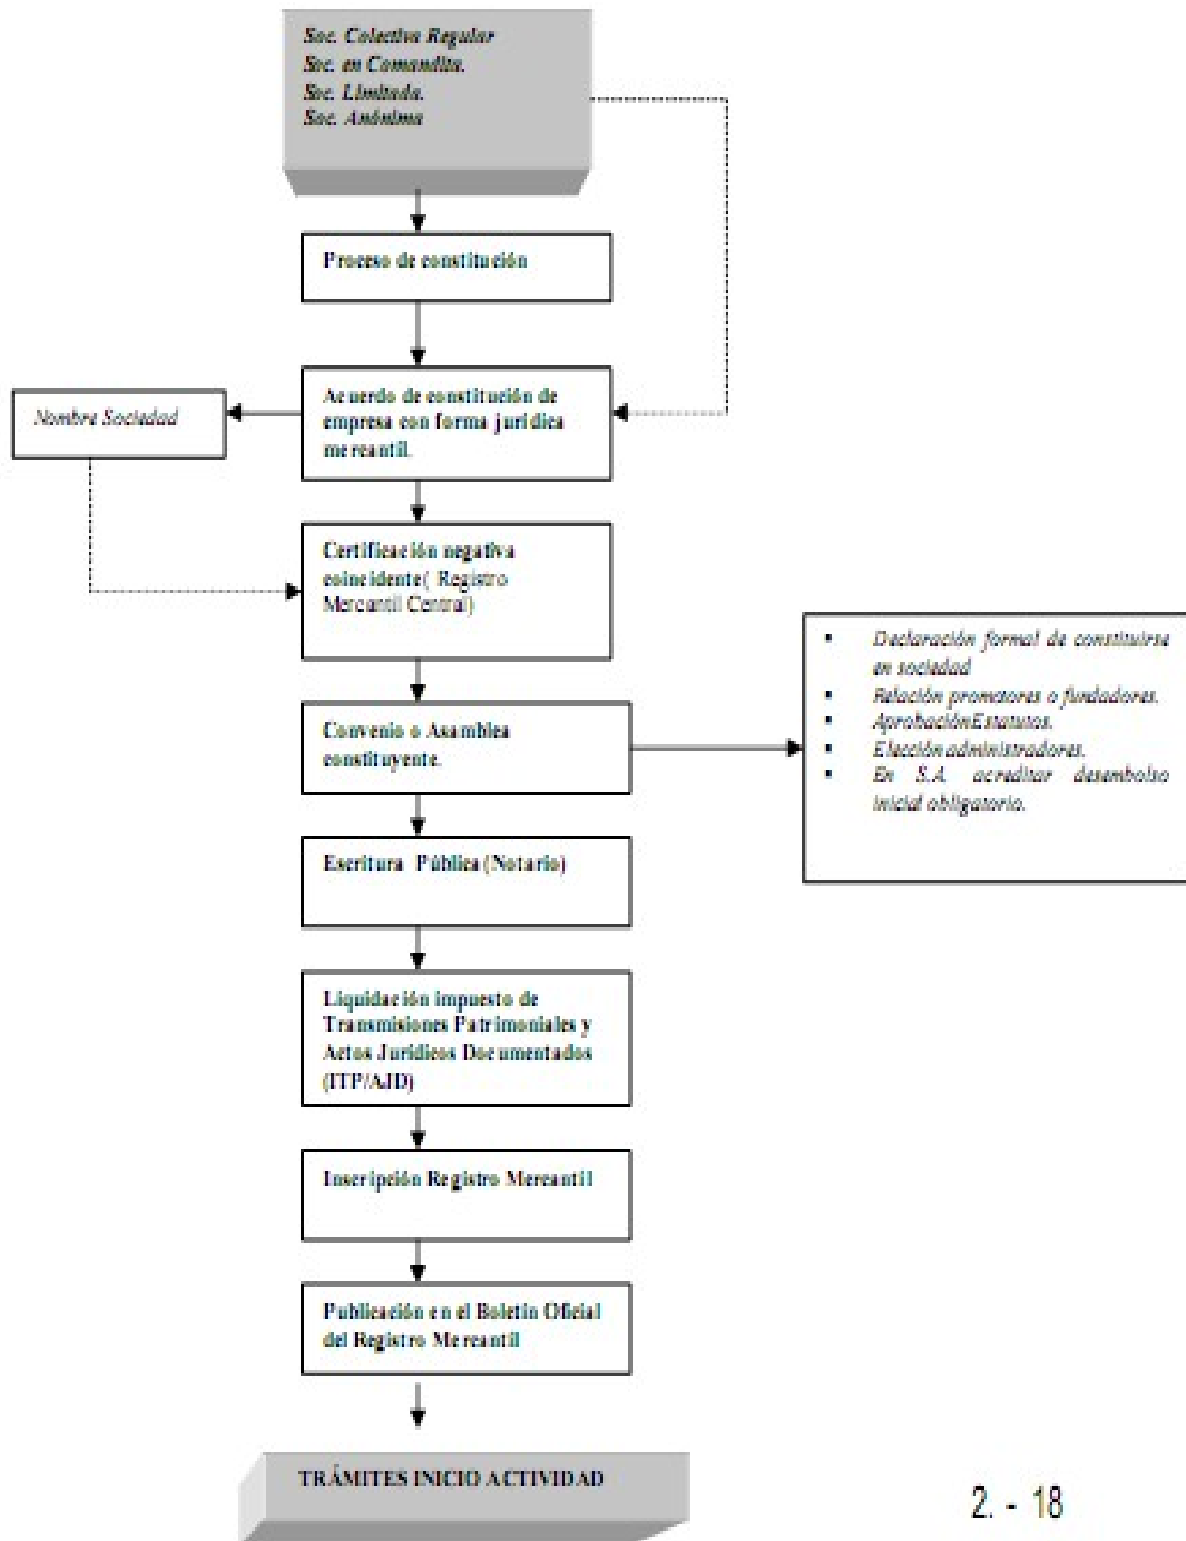 Soc. Colectiva Regular
Soc. en Comandita.
Soc. Limitada.
Soc. Anónima
Proceso de constitución
Acuerdo de constitución de
empresa con forma jurídica
mercantil.
Nombre Sociedad
Certificación negativa
coincidente( Registro
Mercantil Central)
Convenio o Asamblea
constituyente.
▪ Declaración formal de constituirse
en sociedad
▪ Relación promotores o fundadores.
▪ AprobaciónEstatutos.
▪ Elección administradores.
▪ En S.A. acreditar desembolso
inicial obligatorio.
Escritura Pública (Notario)
Liquidación impuesto de
Transmisiones Patrimoniales y
Actos Jurídicos Documentados
(ITP/AJD)
Inscripción Registro Mercantil
Publicación en el Boletín Oficial
del Registro Mercantil
TRÁMITES INICIO ACTIVIDAD
2. - 18